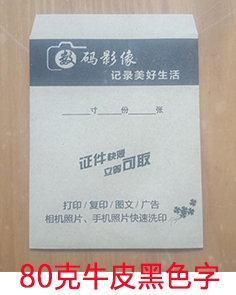 数码影像
记录美好生活
寸 份 张
证件快照
立等可取
打印/复印/图文/广告
相机照片、手机照片快速洗印
80克牛皮黑色字